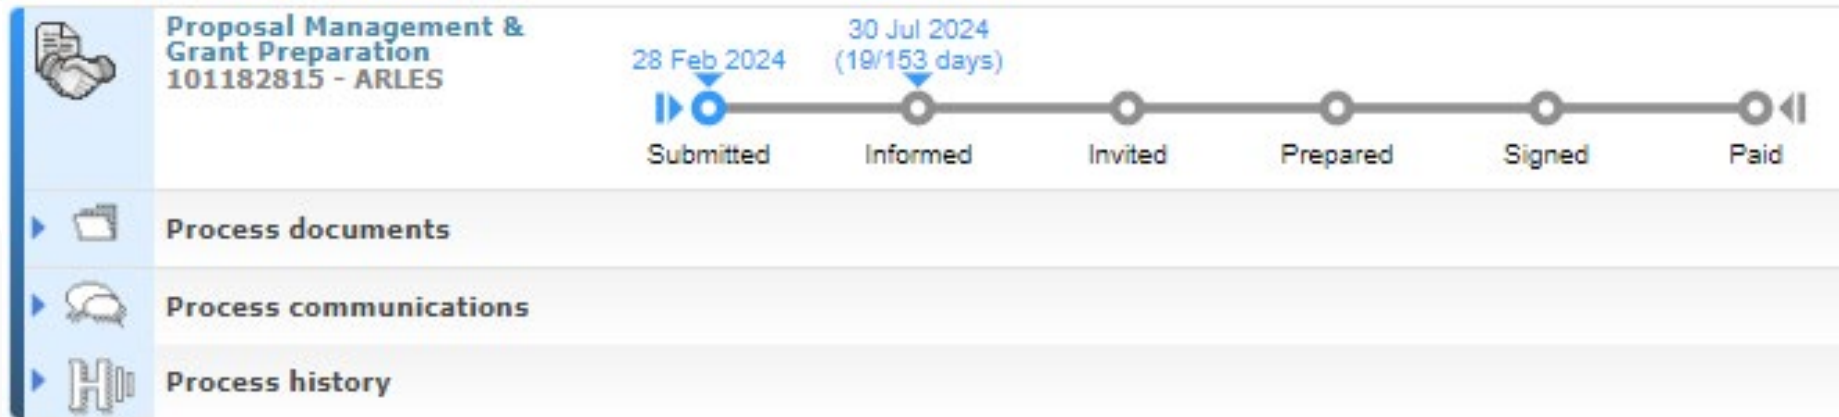 Proposal Management &
Grant Preparation
101182815 - ARLES
28 Feb 2024
30 Jul 2024
(19/153 days)
Submitted
Informed
Invited
Prepared
Signed
Paid
Process documents
Process communications
Process history